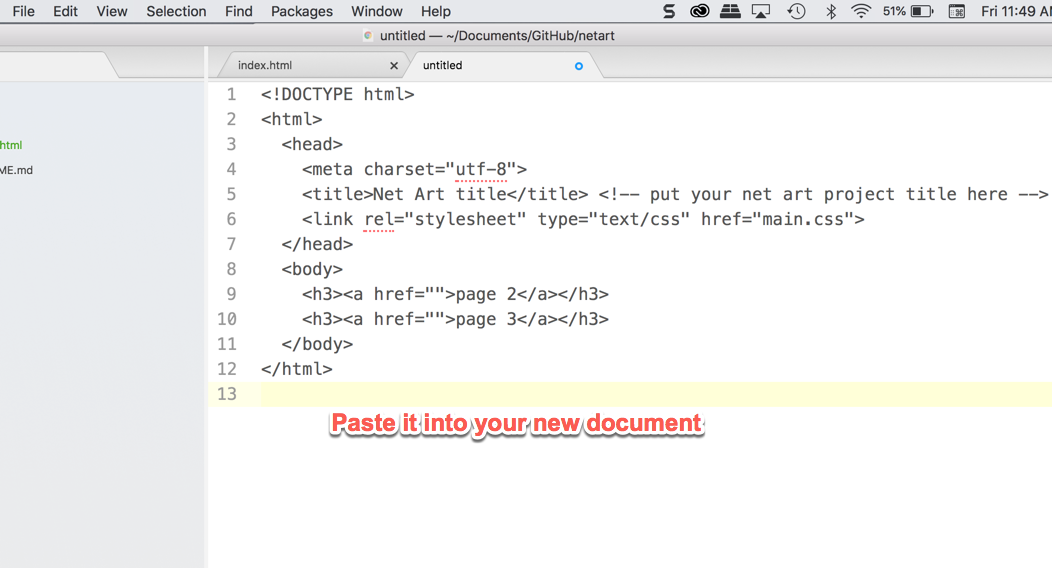 File Edit View Selection Find Packages Window Help 51% Fri 11:49
untitled — ~/Documents/GitHub/netart
index.html untitled
html
ME.md
1 <!DOCTYPE html>
2 <html>
3 <head>
4 <meta charset="utf-8">
5 <title>Net Art title</title> <!-- put your net art project title here -->
6 <link rel="stylesheet" type="text/css" href="main.css">
7 </head>
8 <body>
9 <h3><a href="">page 2</a></h3>
10 <h3><a href="">page 3</a></h3>
11 </body>
12 </html>
13
Paste it into your new document